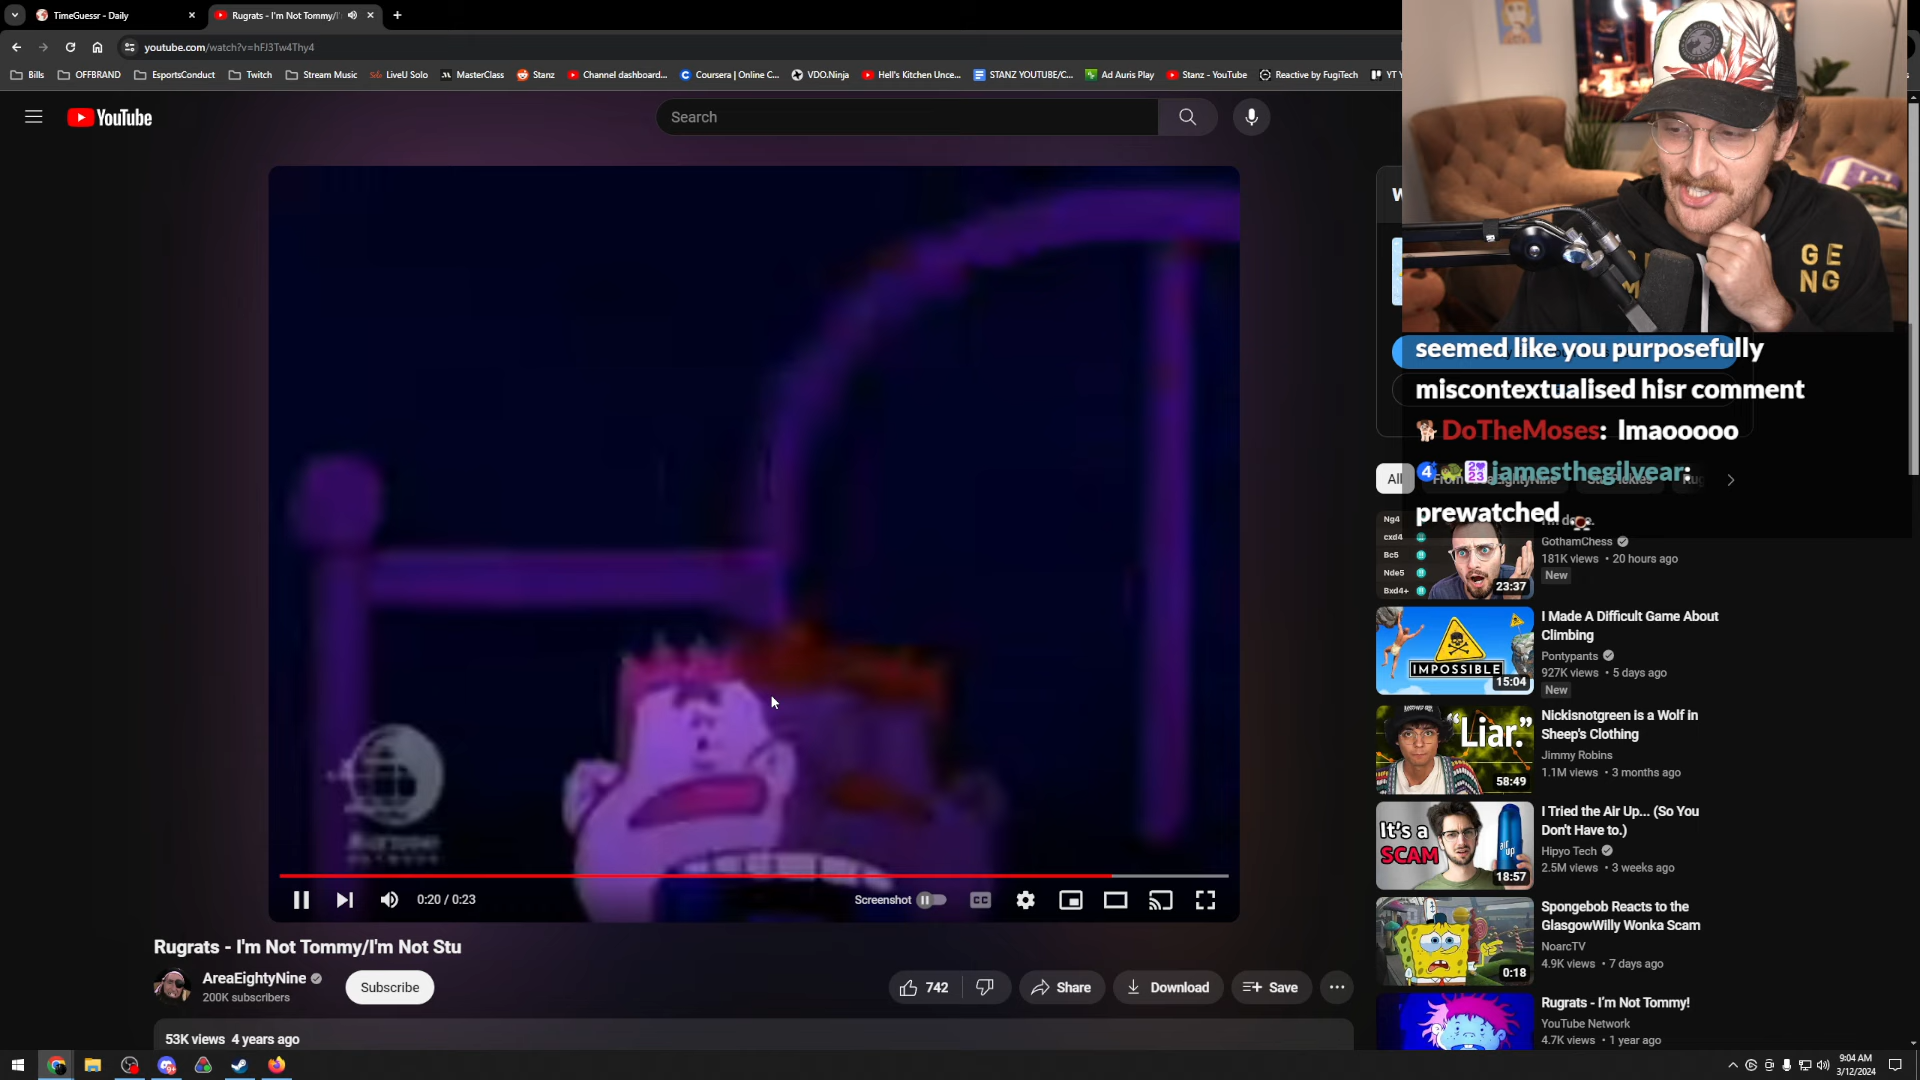 TimeGuessr - Daily
Rugrats - I'm Not Tommy/I
youtube.com/watch?v=hFJ3Tw4Thy4
Bills
OFFBRAND
EsportsConduct
Twitch
Stream Music
LiveU Solo
MasterClass
Stanz
Channel dashboard...
Coursera | Online C...
VDO.Ninja
Hell's Kitchen Unce...
STANZ YOUTUBE/C...
Ad Auris Play
Stanz - YouTube
Reactive by FugiTech
YouTube
Search
GE
NG
seemed like you purposefully
miscontextualised hisr comment
DoTheMoses: lmaooooo
jamesthegilvear:
prewatched
All
Ng4
cxd4
Bc5
Nde5
Bxd4+
23:37
GothamChess
181K views • 20 hours ago
New
IMPOSSIBLE
15:04
I Made A Difficult Game About
Climbing
Pontypants
927K views • 5 days ago
New
"Liar."
58:49
Nickisnotgreen is a Wolf in
Sheep's Clothing
Jimmy Robins
1.1M views • 3 months ago
It's a
SCAM
air up
18:57
I Tried the Air Up... (So You
Don't Have to.)
Hipyo Tech
2.5M views • 3 weeks ago
0:18
Spongebob Reacts to the
GlasgowWilly Wonka Scam
NoarcTV
4.9K views • 7 days ago
Rugrats - I'm Not Tommy!
YouTube Network
4.7K views • 1 year ago
0:20 / 0:23
Screenshot
CC
Rugrats - I'm Not Tommy/I'm Not Stu
AreaEightyNine
200K subscribers
Subscribe
742
Share
Download
Save
53K views 4 years ago
9:04 AM
3/12/2024